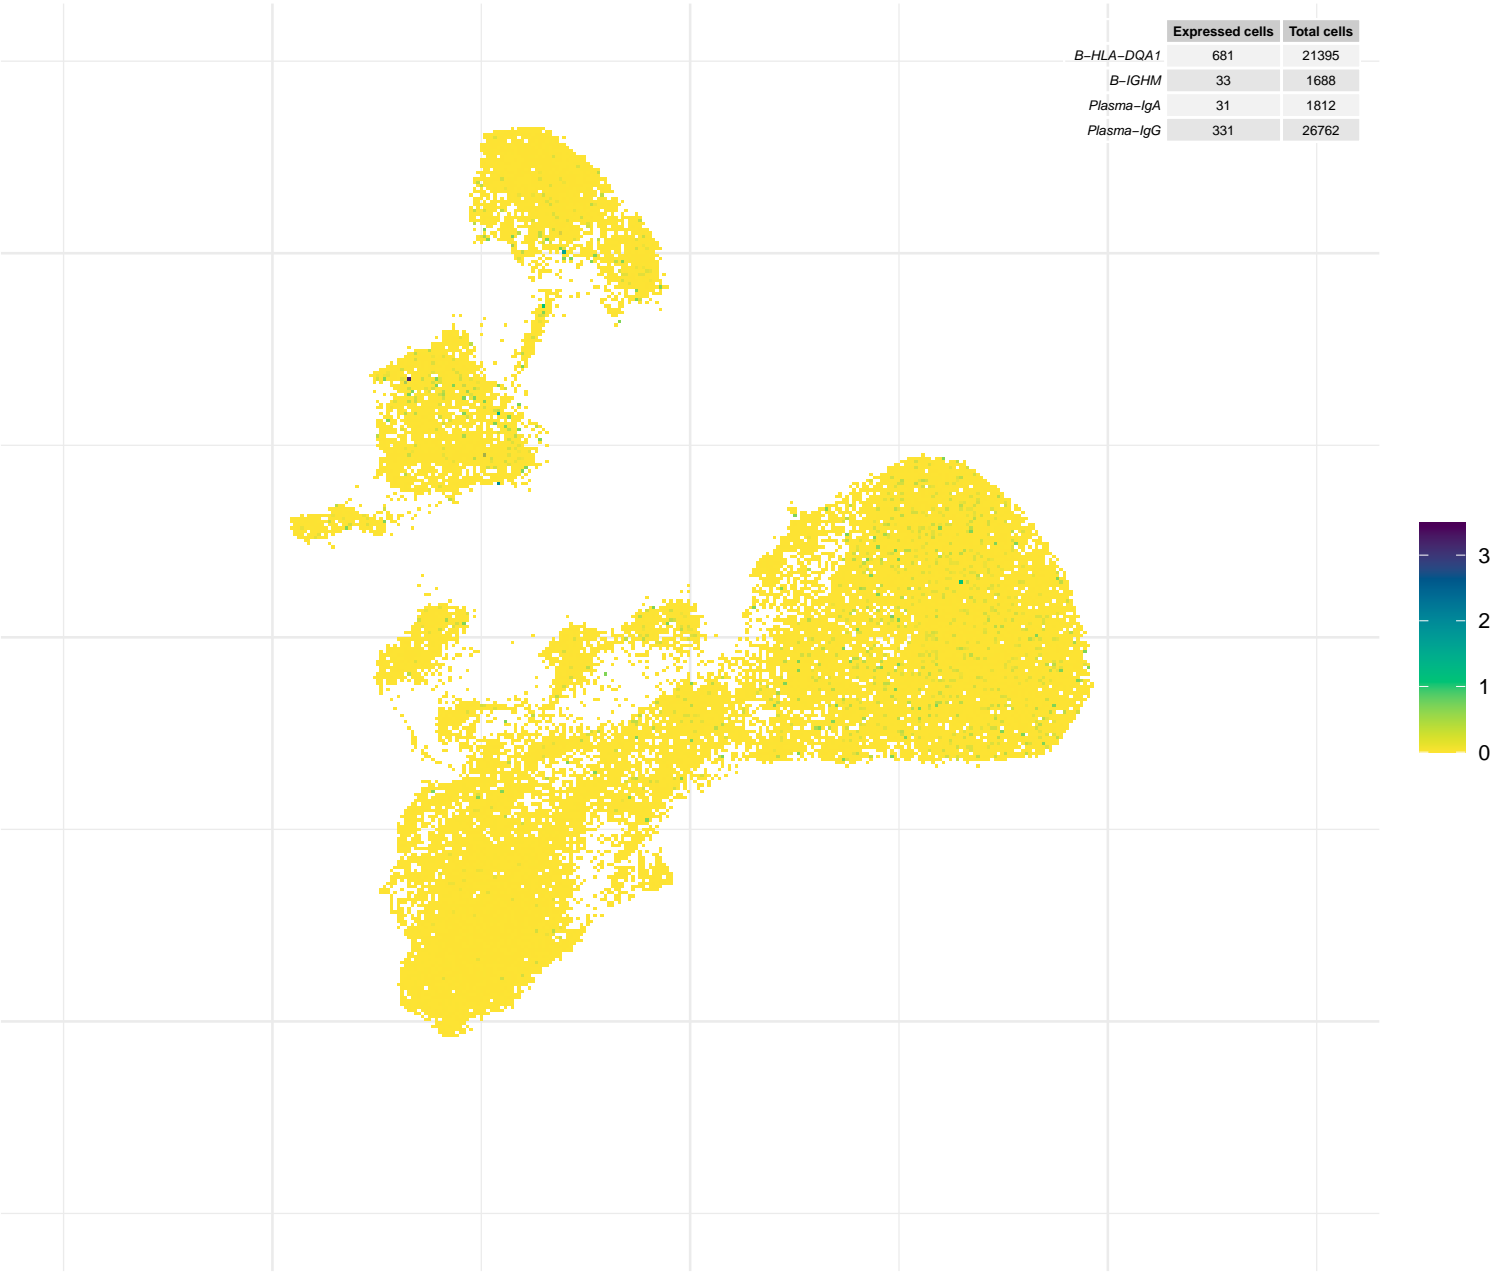 Expressed cells Total cells
B−HLA−DQA1 681 21395
B−IGHM 33 1688
Plasma−IgA 31 1812
Plasma−IgG 331 26762
3
2
1
0